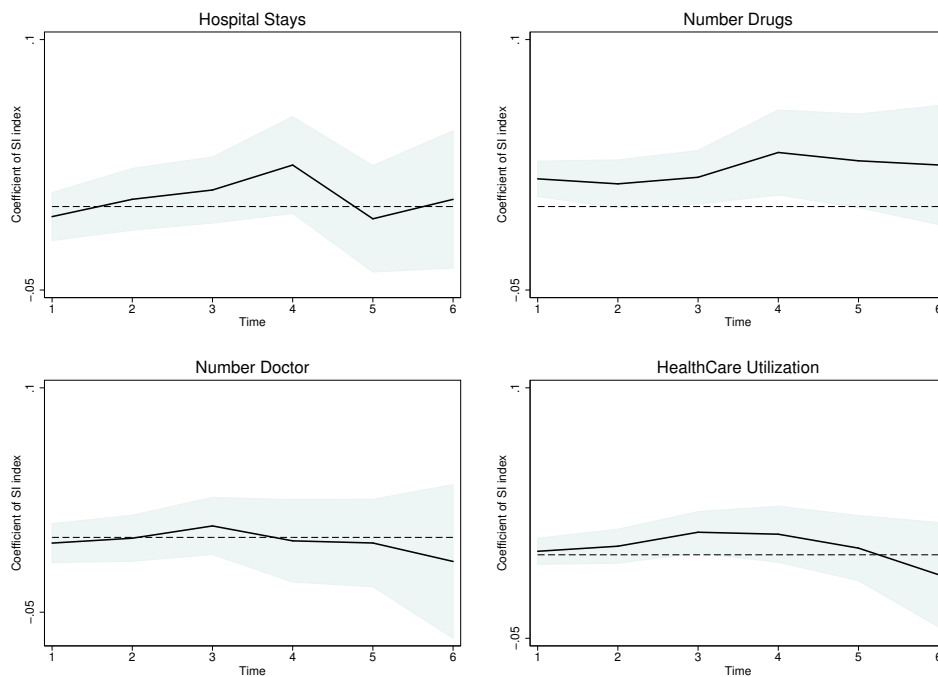 Hospital Stays
.1
Coefficient of SI index
-.05
1 2 3 4 5 6
Time
Number Drugs
.1
Coefficient of SI index
-.05
1 2 3 4 5 6
Time
Number Doctor
.1
Coefficient of SI index
-.05
1 2 3 4 5 6
Time
HealthCare Utilization
.1
Coefficient of SI index
-.05
1 2 3 4 5 6
Time